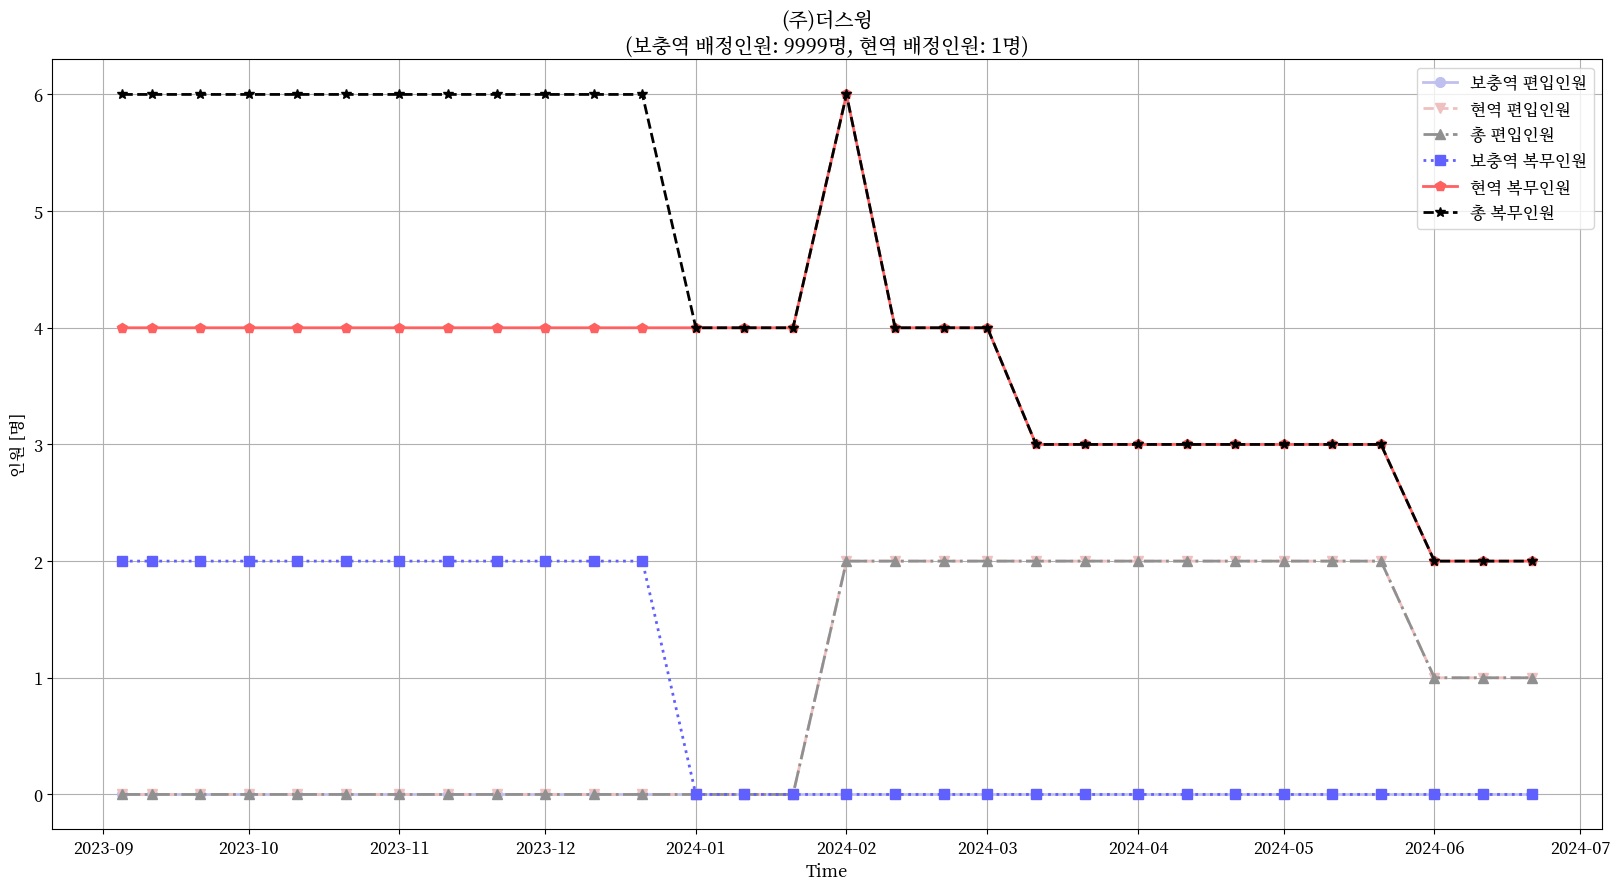 (주)더스윙
(보충역 배정인원: 9999명, 현역 배정인원: 1명)
보충역 편입인원
현역 편입인원
총 편입인원
보충역 복무인원
현역 복무인원
총 복무인원
인원 [명]
6
5
4
3
2
1
0
2023-09 2023-10 2023-11 2023-12 2024-01 2024-02 2024-03 2024-04 2024-05 2024-06 2024-07
Time